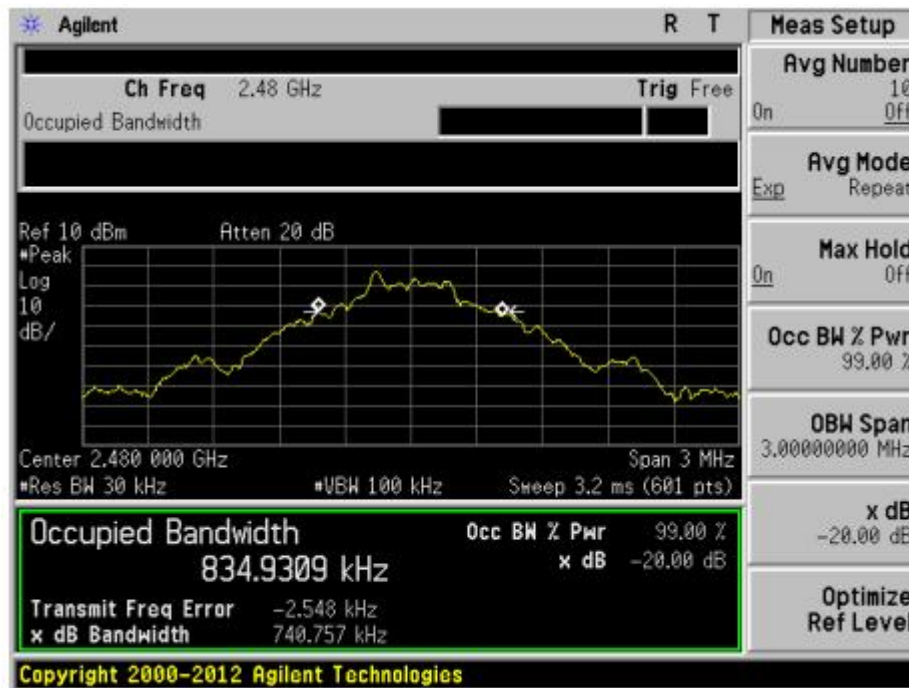 Agilent R T Meas Setup
Ch Freq 2.48 GHz Trig Free
Occupied Bandwidth
Avg Number
10
On Off
Avg Mode
Exp Repeat
Max Hold
On Off
Occ BW % Pwr
99.00 %
OBW Span
3.00000000 MHz
x dB
-20.00 dB
Optimize
Ref Level
Ref 10 dBm Atten 20 dB
#Peak
Log
10
dB/
Center 2.480 000 GHz Span 3 MHz
#Res BW 30 kHz #VBW 100 kHz Sweep 3.2 ms (601 pts)
Occupied Bandwidth Occ BW % Pwr 99.00 %
834.9309 kHz x dB -20.00 dB
Transmit Freq Error -2.548 kHz
x dB Bandwidth 740.757 kHz
Copyright 2000-2012 Agilent Technologies